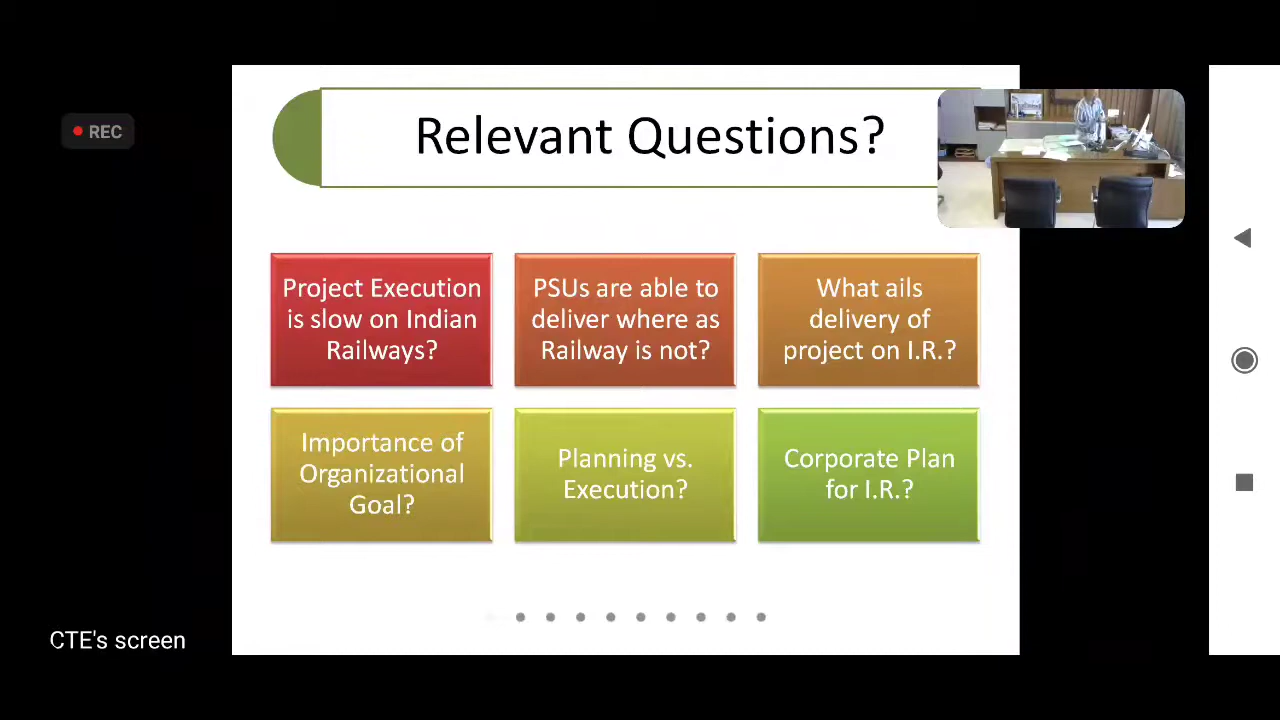 REC
Relevant Questions?
Project Execution
is slow on Indian
Railways?
PSUs are able to
deliver where as
Railway is not?
What ails
delivery of
project on I.R.?
Importance of
Organizational
Goal?
Planning vs.
Execution?
Corporate Plan
for I.R.?
CTE's screen